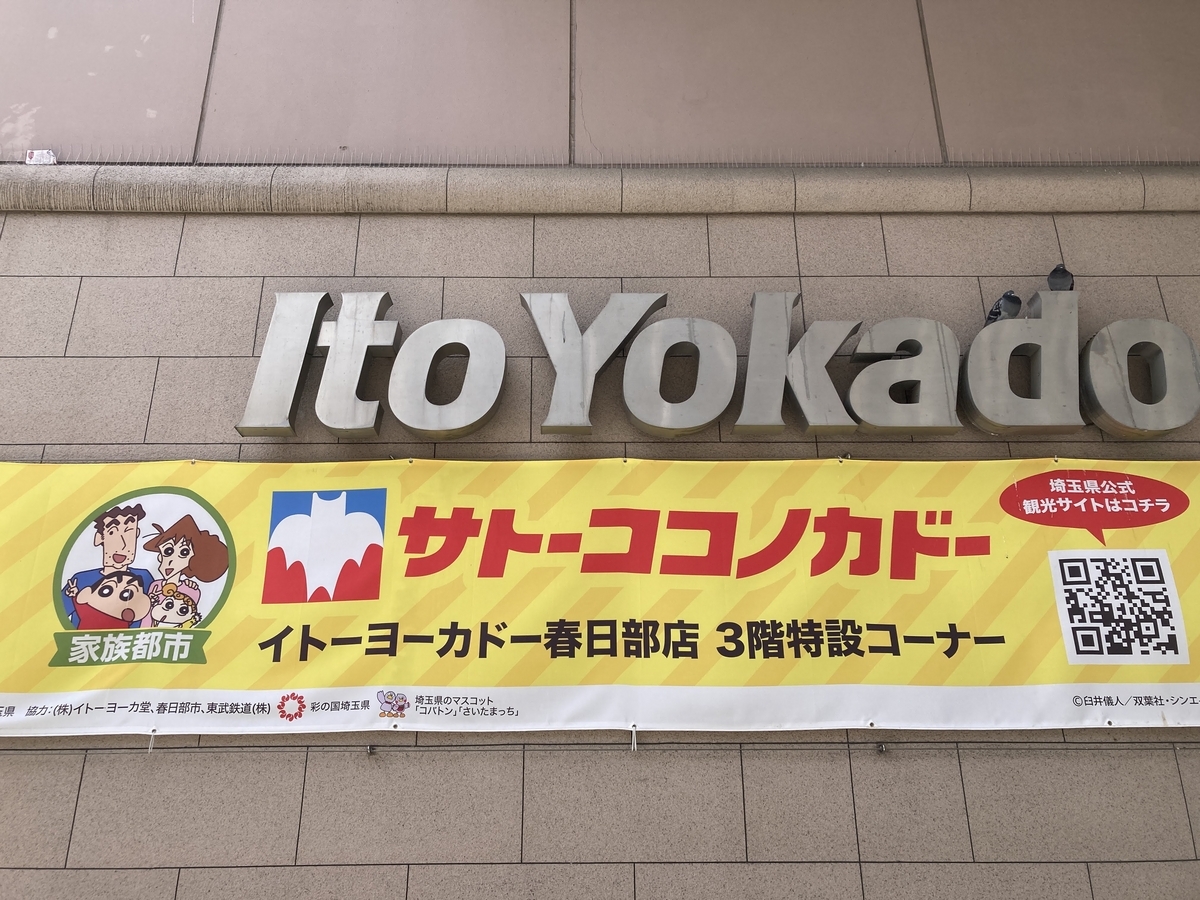 Ito Yokado
埼玉県公式
観光サイトはコチラ
サトーココノカドー
家族都市
イトーヨーカドー春日部店 3階特設コーナー
玉県 協力:(株)イトーヨーカ堂、春日部市、東武鉄道(株)
彩の国埼玉県
埼玉県のマスコット
「コバトン」「さいたまっち」
©臼井儀人/双葉社・シンエ